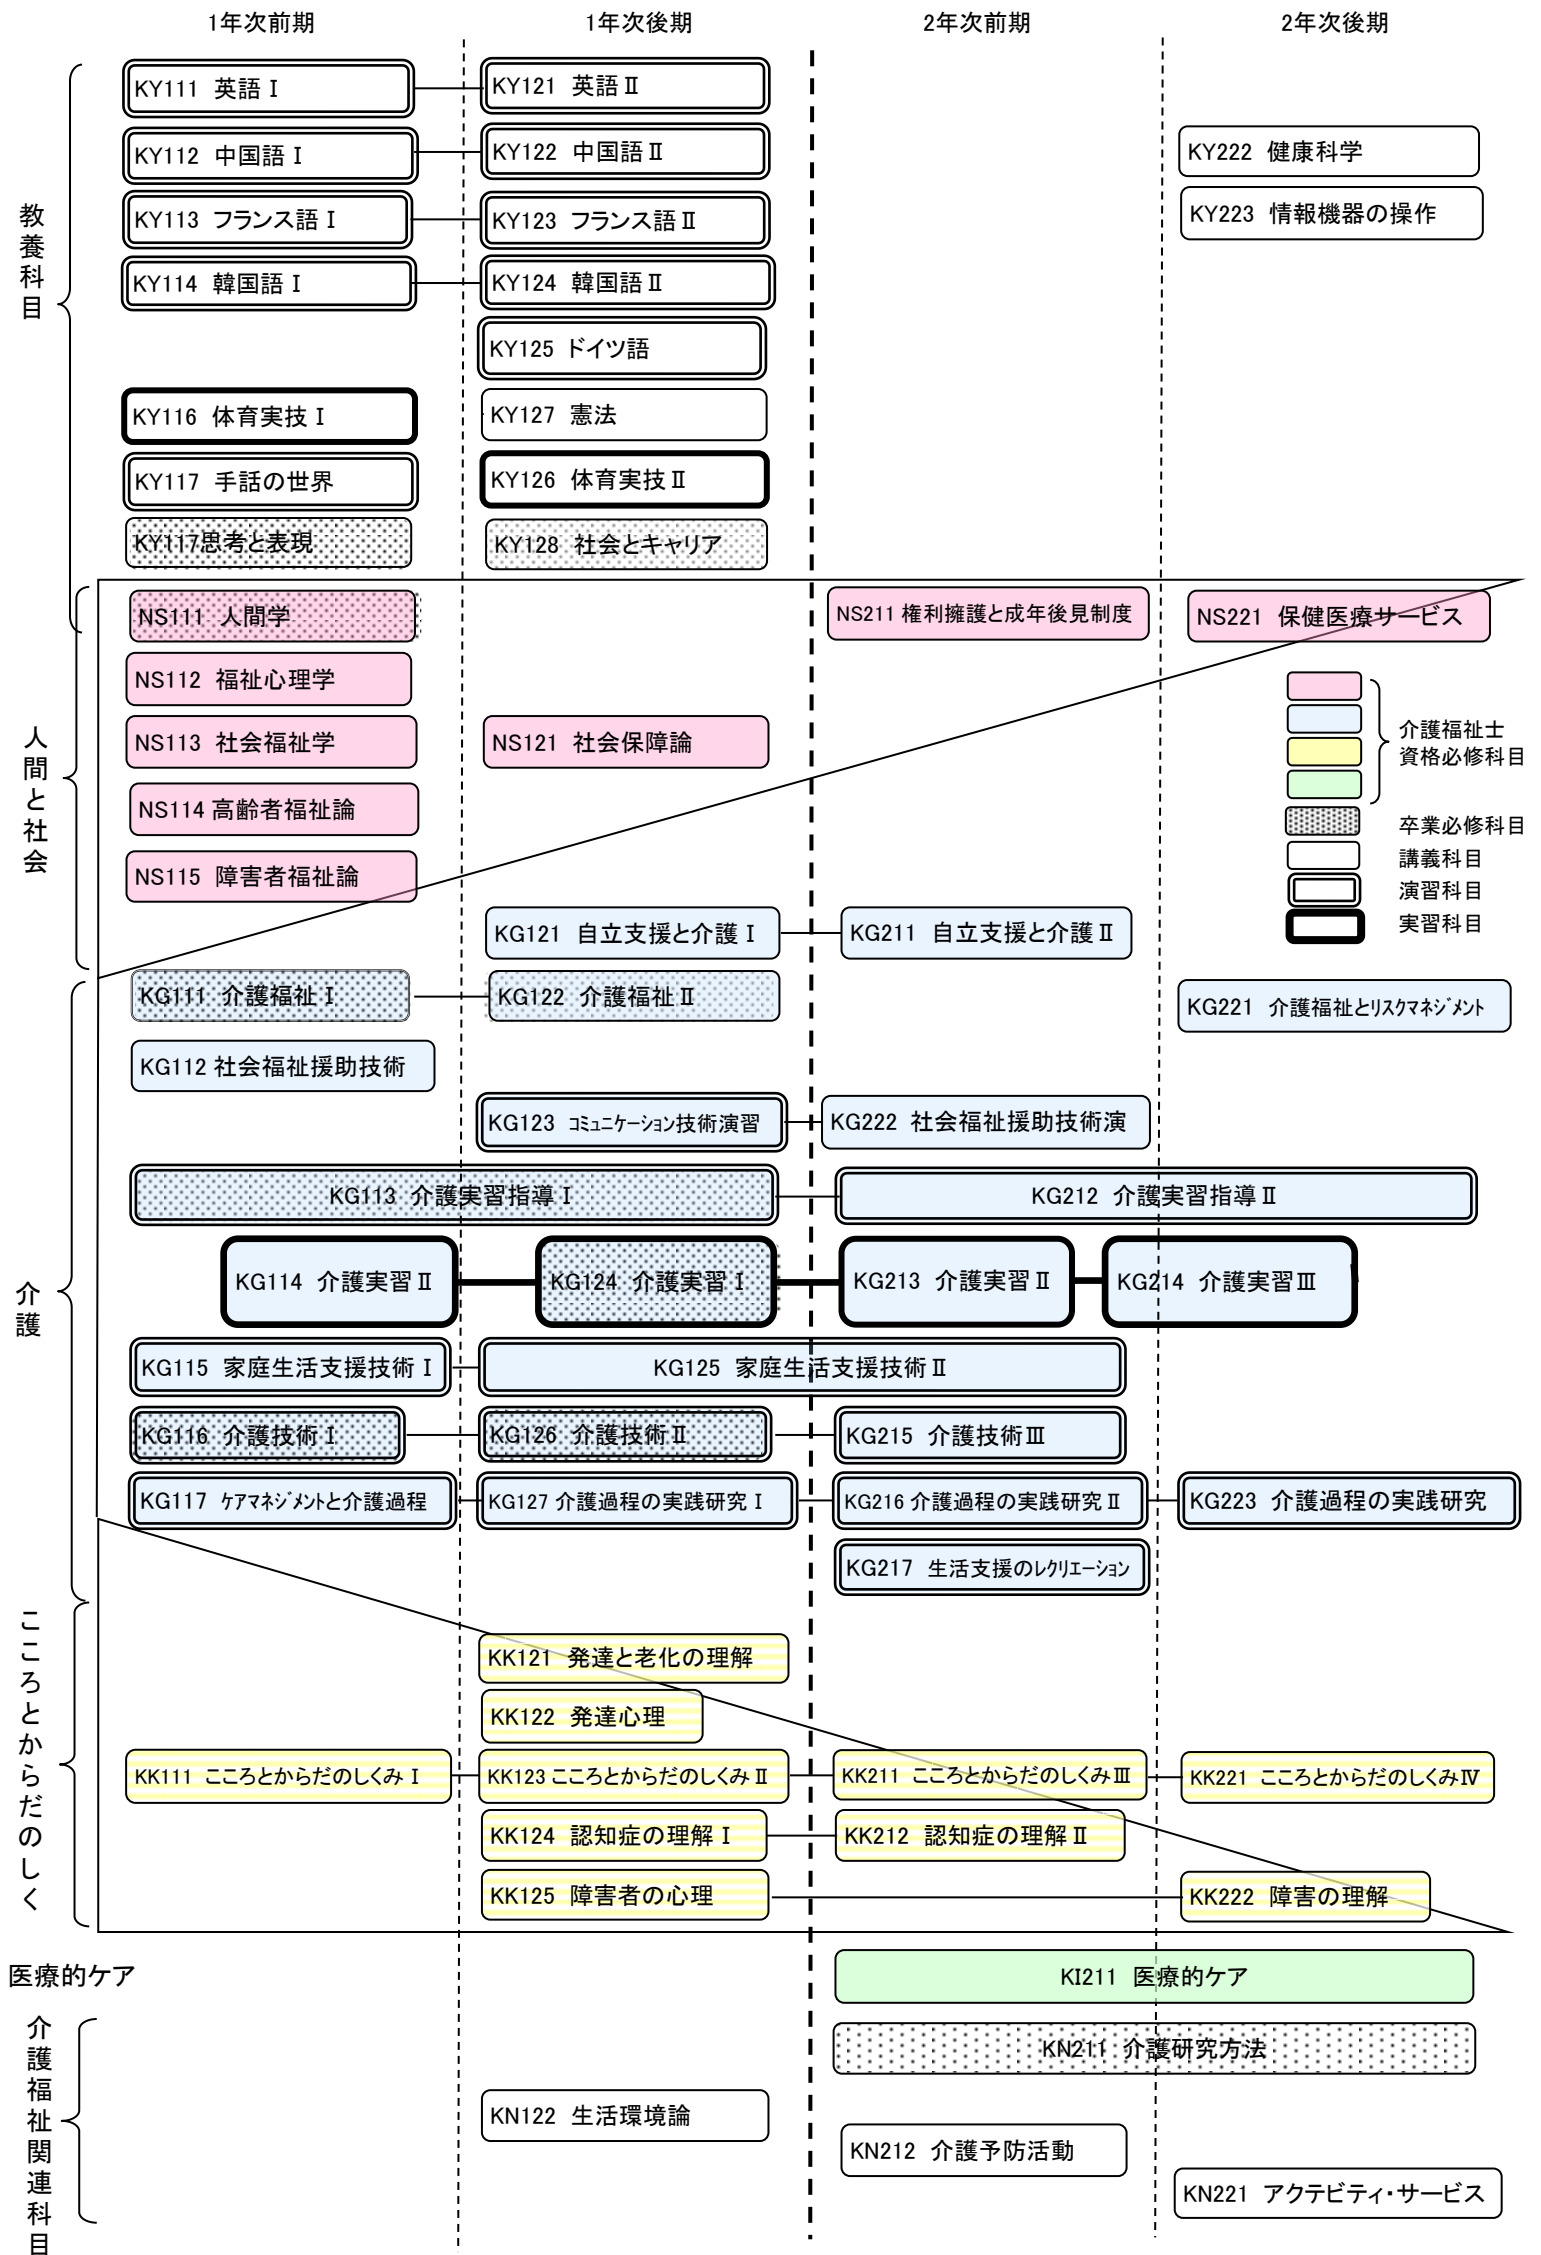 1年次前期
1年次後期
2年次前期
2年次後期
教養科目
KY111 英語Ⅰ
KY121 英語Ⅱ
KY112 中国語Ⅰ
KY122 中国語Ⅱ
KY222 健康科学
KY113 フランス語Ⅰ
KY123 フランス語Ⅱ
KY223 情報機器の操作
KY114 韓国語Ⅰ
KY124 韓国語Ⅱ
KY125 ドイツ語
KY116 体育実技Ⅰ
KY127 憲法
KY117 手話の世界
KY126 体育実技Ⅱ
KY117思考と表現
KY128 社会とキャリア
人間と社会
NS111 人間学
NS211 権利擁護と成年後見制度
NS221 保健医療サービス
NS112 福祉心理学
NS113 社会福祉学
NS121 社会保障論
NS114 高齢者福祉論
NS115 障害者福祉論
介護福祉士
資格必修科目
卒業必修科目
講義科目
演習科目
実習科目
介護
KG121 自立支援と介護Ⅰ
KG211 自立支援と介護Ⅱ
KG111 介護福祉Ⅰ
KG122 介護福祉Ⅱ
KG221 介護福祉とﾘｽｸﾏﾈｼﾞﾒﾝﾄ
KG112 社会福祉援助技術
KG123 ｺﾐｭﾆｹｰｼｮﾝ技術演習
KG222 社会福祉援助技術演
KG113 介護実習指導Ⅰ
KG212 介護実習指導Ⅱ
KG114 介護実習Ⅱ
KG124 介護実習Ⅰ
KG213 介護実習Ⅱ
KG214 介護実習Ⅲ
KG115 家庭生活支援技術Ⅰ
KG125 家庭生活支援技術Ⅱ
KG116 介護技術Ⅰ
KG126 介護技術Ⅱ
KG215 介護技術Ⅲ
KG117 ｹｱﾏﾈｼﾞﾒﾝﾄと介護過程
KG127 介護過程の実践研究Ⅰ
KG216 介護過程の実践研究Ⅱ
KG223 介護過程の実践研究
KG217 生活支援のﾚｸﾘｴｰｼｮﾝ
こころとからだのしく
KK121 発達と老化の理解
KK122 発達心理
KK111 こころとからだのしくみⅠ
KK123 こころとからだのしくみⅡ
KK211 こころとからだのしくみⅢ
KK221 こころとからだのしくみⅣ
KK124 認知症の理解Ⅰ
KK212 認知症の理解Ⅱ
KK125 障害者の心理
KK222 障害の理解
医療的ケア
KI211 医療的ケア
介護福祉関連科目
KN211 介護研究方法
KN122 生活環境論
KN212 介護予防活動
KN221 アクテビティ・サービス